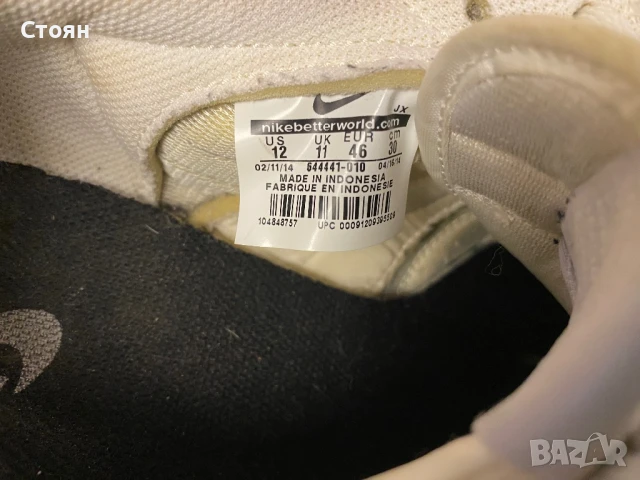 Стоян
JX
nikebetterworld.com
US UK EUR cm
12 11 46 30
02/11/14 644441-010 04/16/14
MADE IN INDONESIA
FABRIQUE EN INDONESIE
104848757 UPC
BAZAR